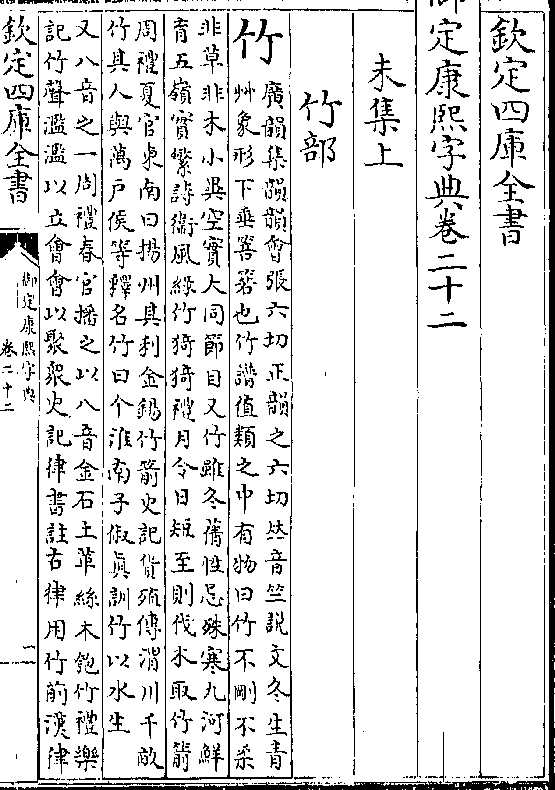 欽定四庫全書
御定康熙字典卷二十二
未集上
竹部
竹
廣韻集韻韻會張六切正韻之六切𠀤音竺說文冬生青
艸象形下垂箁箬也竹譜植類之中有物曰竹不剛不柔
非草非木小異空實大同節目又竹雖冬蒨性忌殊寒九河鮮
育五嶺實繁詩衞風綠竹猗猗禮月令日短至則伐木取竹箭
周禮夏官東南曰揚州其利金錫竹箭史記貨殖傳渭川千畝
竹其人與萬戶侯等釋名竹曰个淮南子俶眞訓竹以水生
又八音之一周禮春官播之以八音金石土革絲木匏竹禮樂
記竹聲濫濫以立會會以聚衆史記律書註古律用竹前漢律
欽定四庫全書
御定康熙字典
卷二十二
一